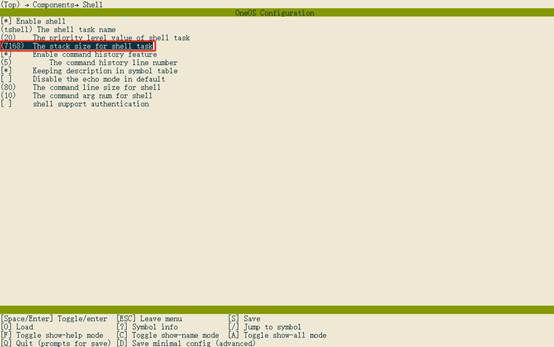 (Top) → Components→ Shell
OneOS Configuration
[*] Enable shell
(tshell) The shell task name
(20) The priority level value of shell task
(7168) The stack size for shell task
[*] Enable command history feature
(5) The command history line number
[*] Keeping description in symbol table
[ ] Disable the echo mode in default
(80) The command line size for shell
(10) The command arg num for shell
[ ] shell support authentication
[Space/Enter] Toggle/enter [ESC] Leave menu [S] Save
[O] Load [?] Symbol info [/] Jump to symbol
[F] Toggle show-help mode [C] Toggle show-name mode [A] Toggle show-all mode
[Q] Quit (prompts for save) [D] Save minimal config (advanced)